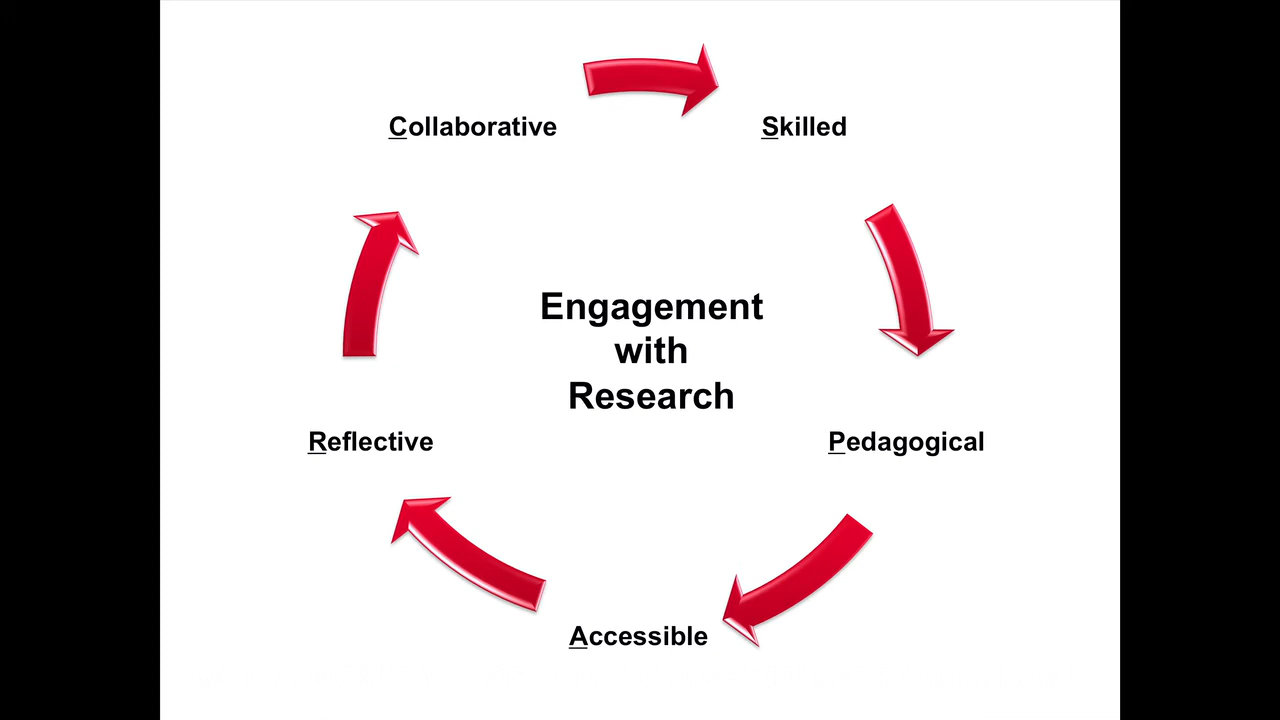 Collaborative
Skilled
Engagement
with
Research
Reflective
Pedagogical
Accessible